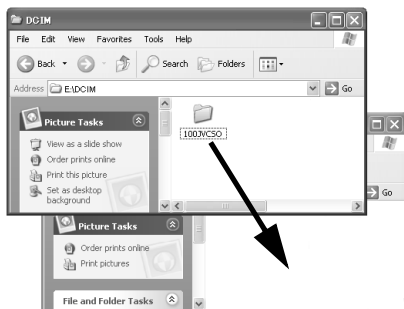 DCIM
File Edit View Favorites Tools Help
Back Search Folders
Address E:\DCIM Go
Picture Tasks
View as a slide show
Order prints online
Print this picture
Set as desktop
background
100JVCSO
Go
Picture Tasks
Order prints online
Print pictures
File and Folder Tasks